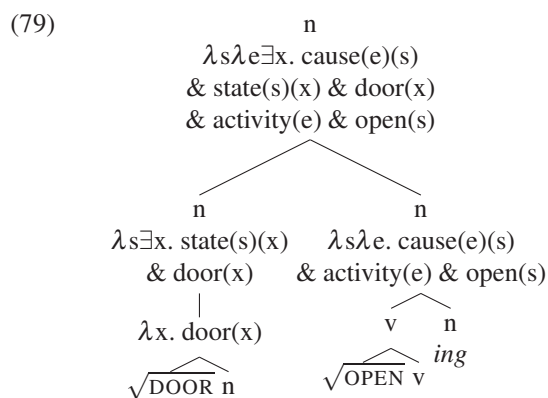 (79) n
λsλe∃x. cause(e)(s)
& state(s)(x) & door(x)
& activity(e) & open(s)
n n
λs∃x. state(s)(x) λsλe. cause(e)(s)
& door(x) & activity(e) & open(s)
λx. door(x) v n
√DOOR n √OPEN v ing